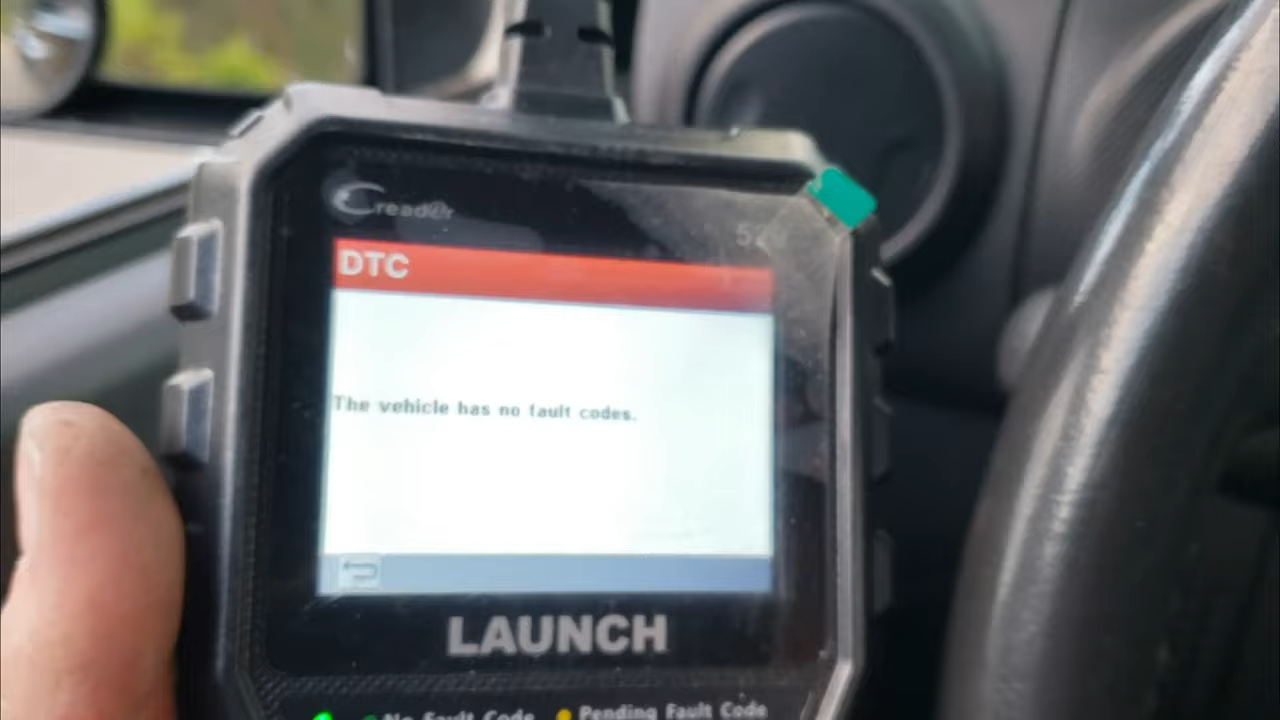 Creader
DTC
The vehicle has no fault codes.
LAUNCH
No Fault Code
Pending Fault Code